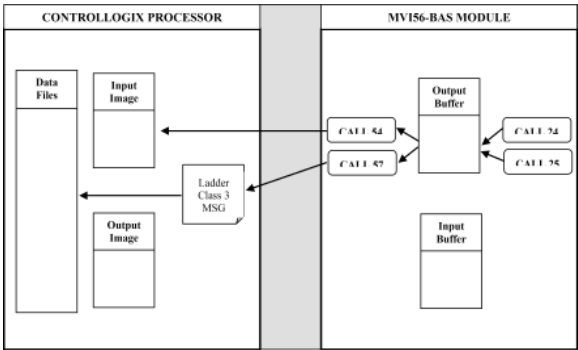 CONTROLLOGIX PROCESSOR
MVI56-BAS MODULE
Data
Files
Input
Image
Output
Buffer
CALL 54
CALL 24
CALL 57
CALL 25
Ladder
Class 3
MSG
Output
Image
Input
Buffer